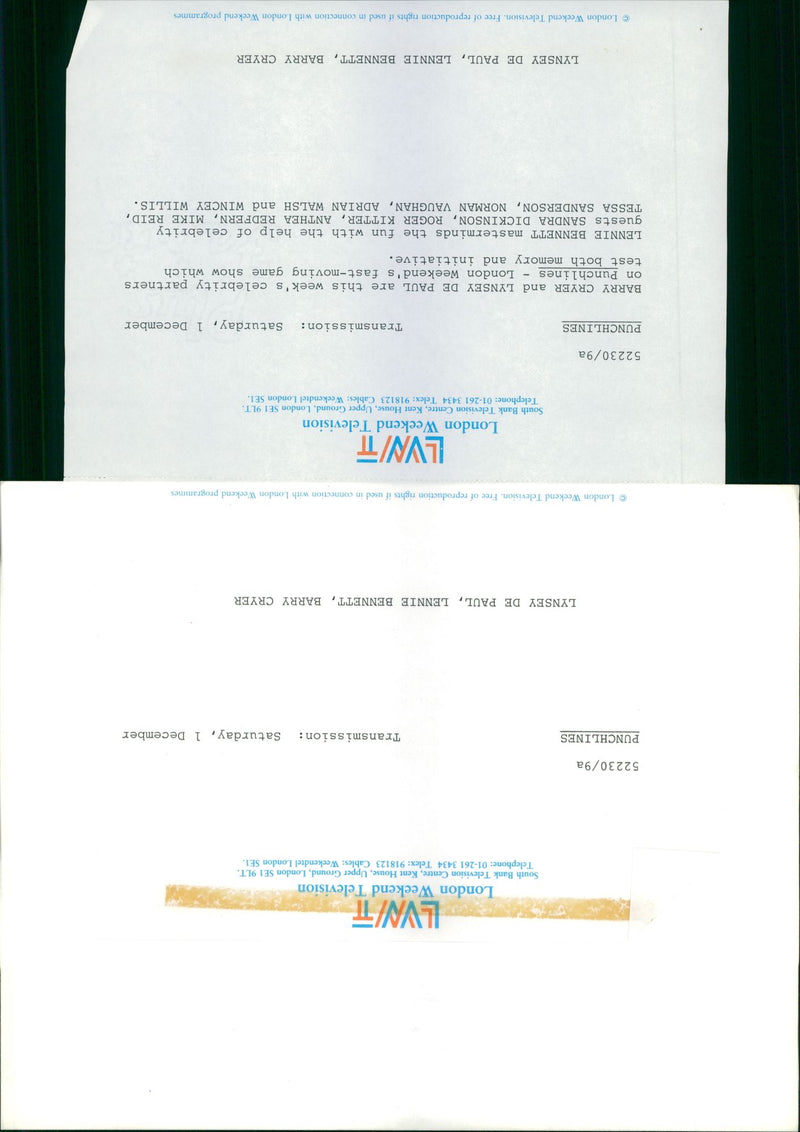 LWT
London Weekend Television
South Bank Television Centre, Kent House, Upper Ground, London SE1 9LT.
Telephone: 01-261 3434 Telex: 918123 Cables: Weekendtel London SE1.
52230/9a
PUNCHLINES Transmission: Saturday, 1 December
LYNSEY DE PAUL, LENNIE BENNETT, BARRY CRYER
© London Weekend Television. Free of reproduction rights if used in connection with London Weekend programmes
LWT
London Weekend Television
South Bank Television Centre, Kent House, Upper Ground, London SE1 9LT.
Telephone: 01-261 3434 Telex: 918123 Cables: Weekendtel London SE1.
52230/9a
PUNCHLINES Transmission: Saturday, 1 December
BARRY CRYER and LYNSEY DE PAUL are this week's celebrity partners
on Punchlines - London Weekend's fast-moving game show which
test both memory and initiative.
LENNIE BENNETT masterminds the fun with the help of celebrity
guests SANDRA DICKINSON, ROGER KITTER, ANTHEA REDFERN, MIKE REID,
TESSA SANDERSON, NORMAN VAUGHAN, ADRIAN WALSH and WINCEY WILLIS.
LYNSEY DE PAUL, LENNIE BENNETT, BARRY CRYER
© London Weekend Television. Free of reproduction rights if used in connection with London Weekend programmes